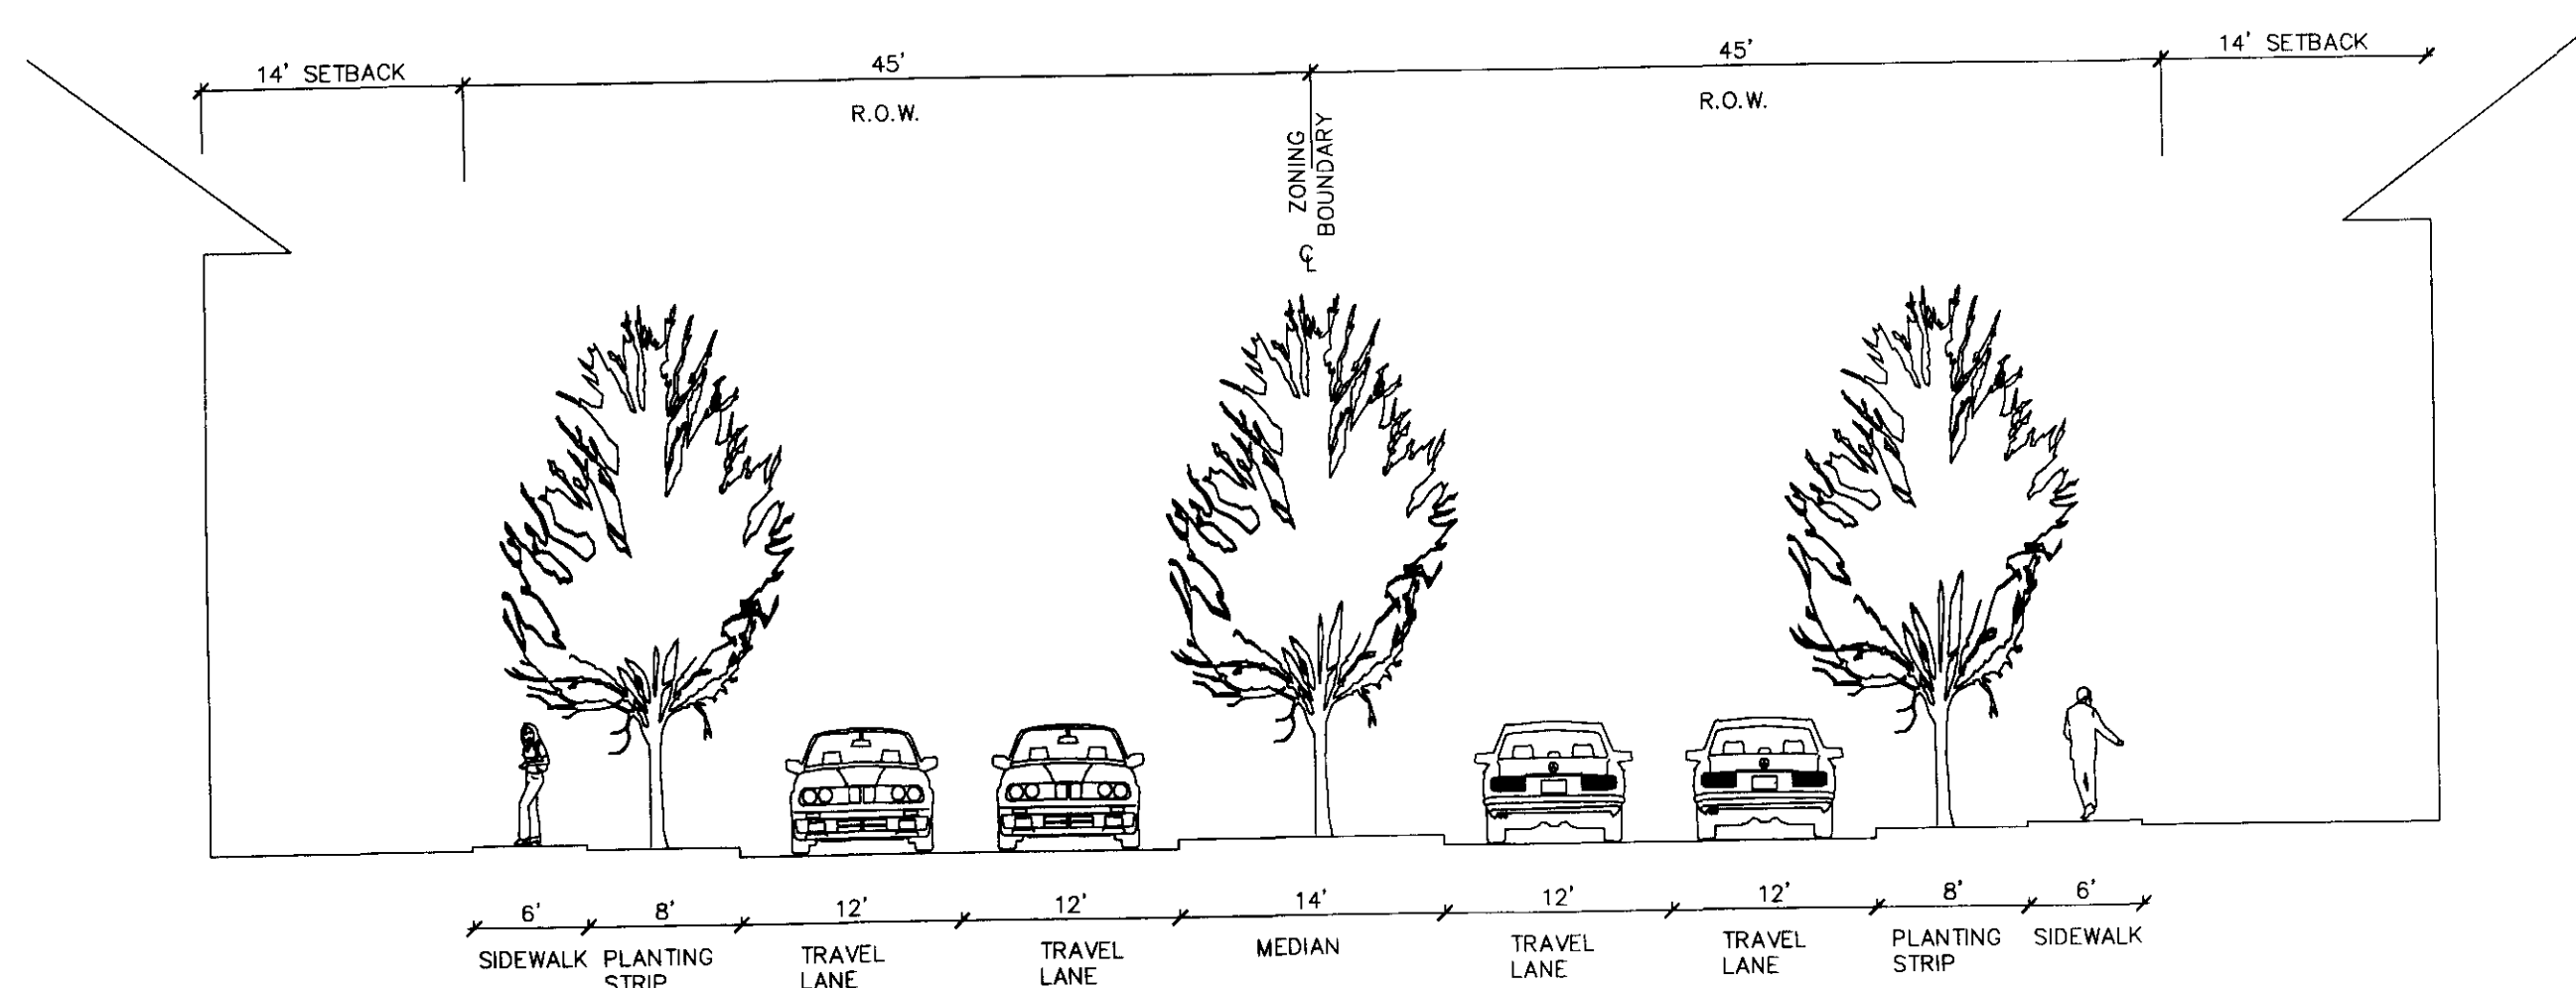 14' SETBACK
45'
45'
14' SETBACK
R.O.W.
R.O.W.
ZONING
BOUNDARY
℄
6'
8'
12'
12'
14'
12'
12'
8'
6'
SIDEWALK
PLANTING
STRIP
TRAVEL
LANE
TRAVEL
LANE
MEDIAN
TRAVEL
LANE
TRAVEL
LANE
PLANTING
STRIP
SIDEWALK